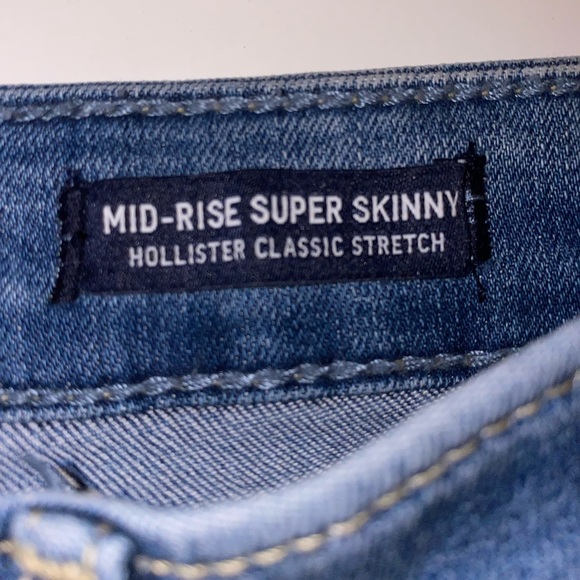 MID-RISE SUPER SKINNY
HOLLISTER CLASSIC STRETCH